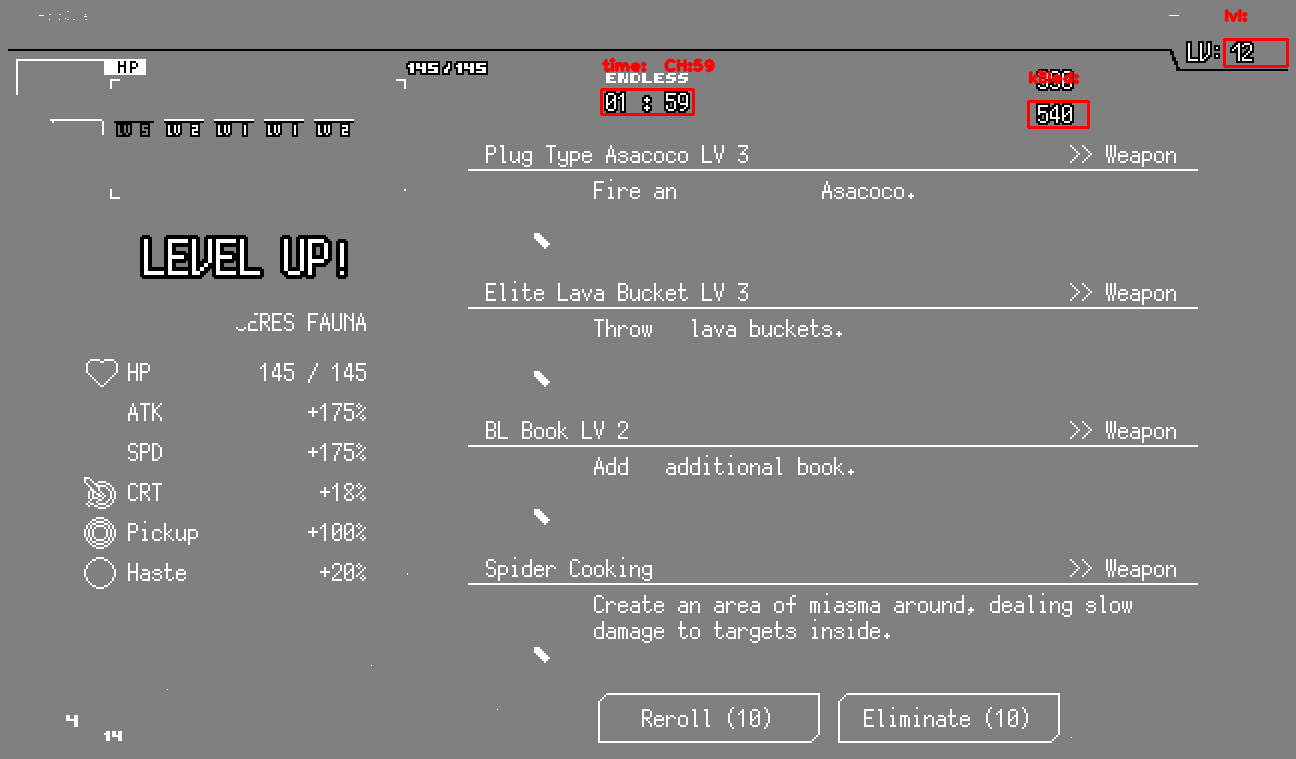 lvl:
LV: 12
HP
145/145
time: CH:59
ENDLESS
01 : 59
killed:
540
LV 5 LV 2 LV 1 LV 1 LV 2
Plug Type Asacoco LV 3 >> Weapon
Fire an Asacoco.
LEVEL UP!
Elite Lava Bucket LV 3 >> Weapon
Throw lava buckets.
CERES FAUNA
HP 145 / 145
ATK +175%
SPD +175%
CRT +18%
Pickup +100%
Haste +20%
BL Book LV 2 >> Weapon
Add additional book.
Spider Cooking >> Weapon
Create an area of miasma around, dealing slow
damage to targets inside.
Reroll (10) Eliminate (10)
4
14